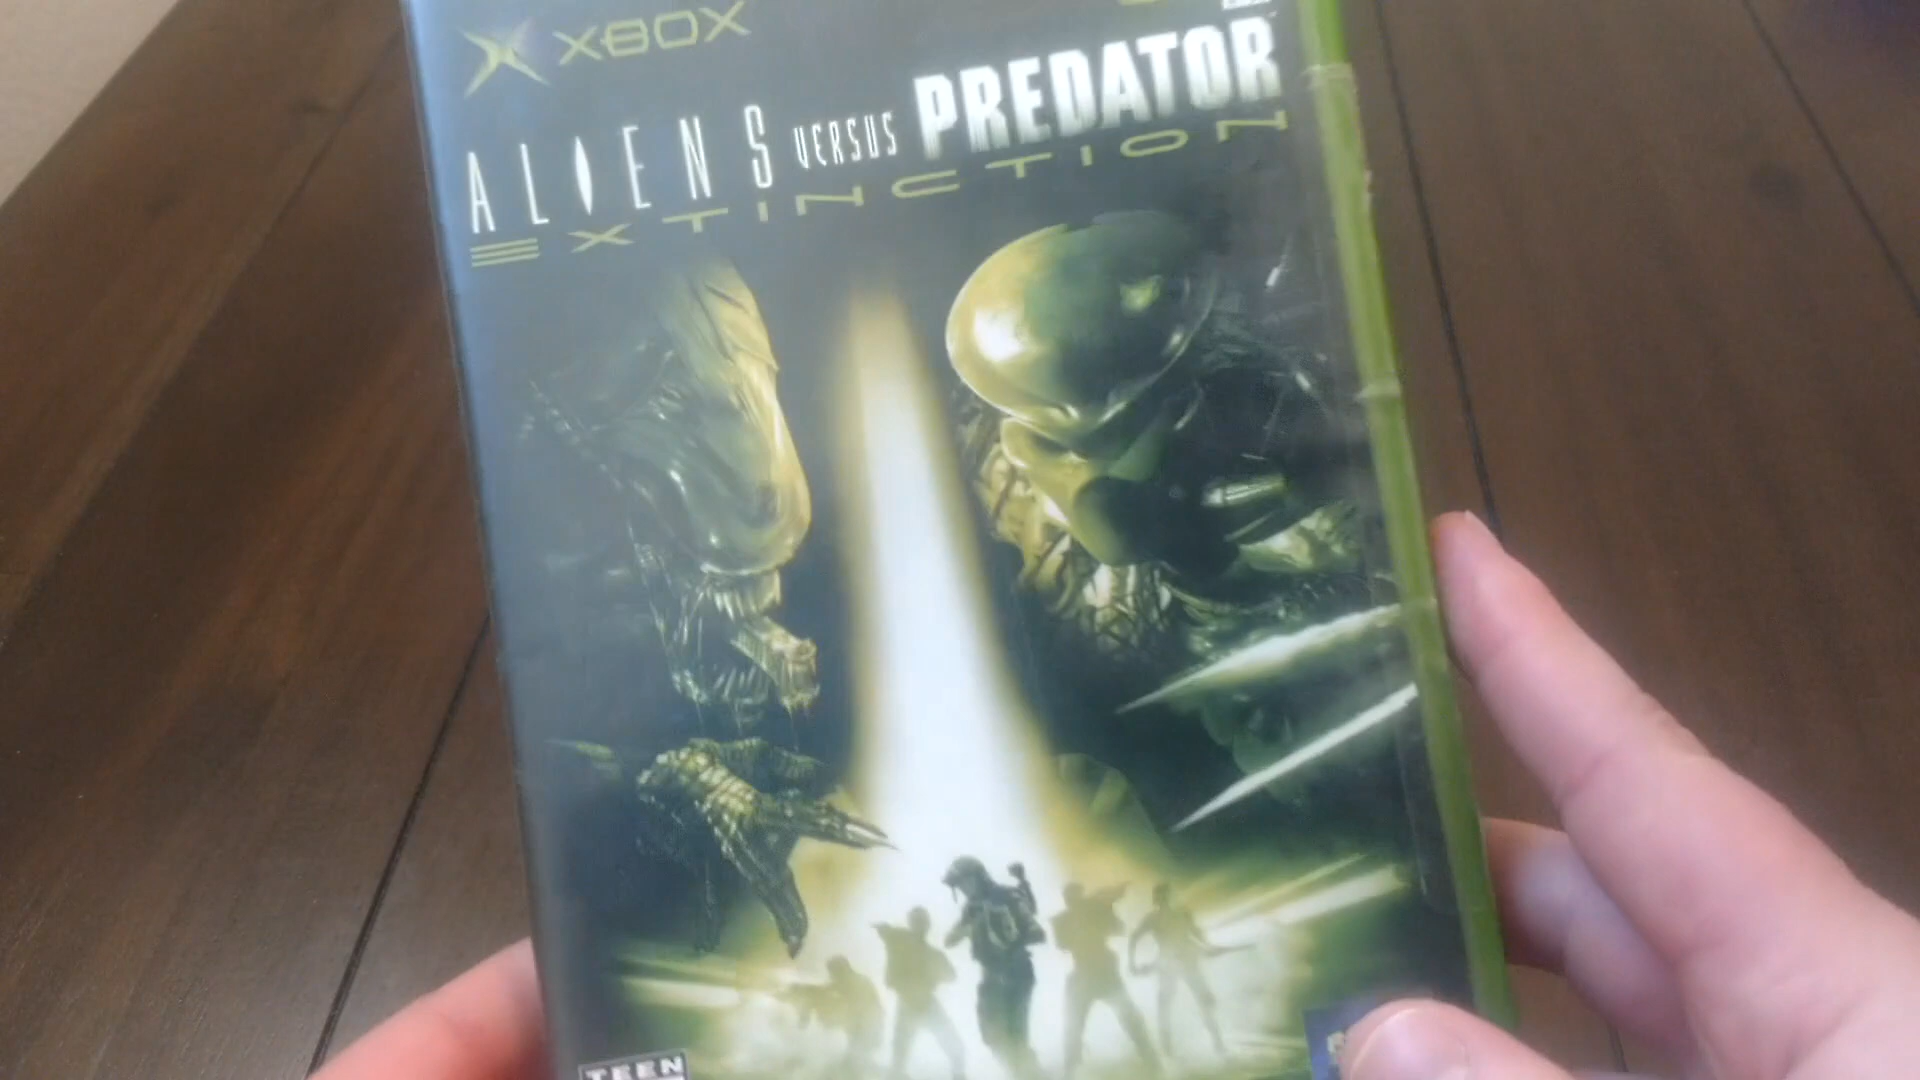 XBOX
ALIENS VERSUS PREDATOR
EXTINCTION
TEEN